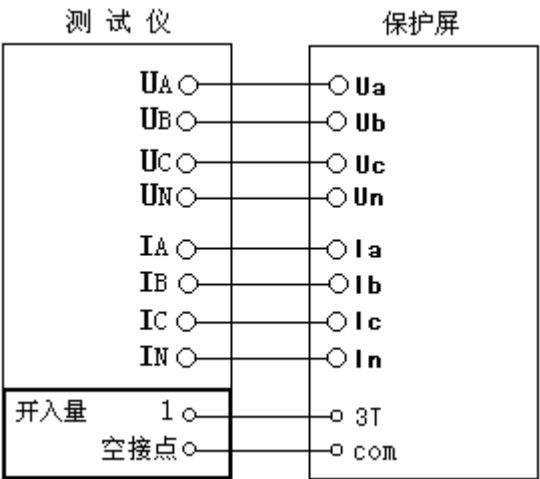 测 试 仪 保护屏
UA Ua
UB Ub
UC Uc
UN Un
IA Ia
IB Ib
IC Ic
IN In
开入量 1 3T
空接点 com